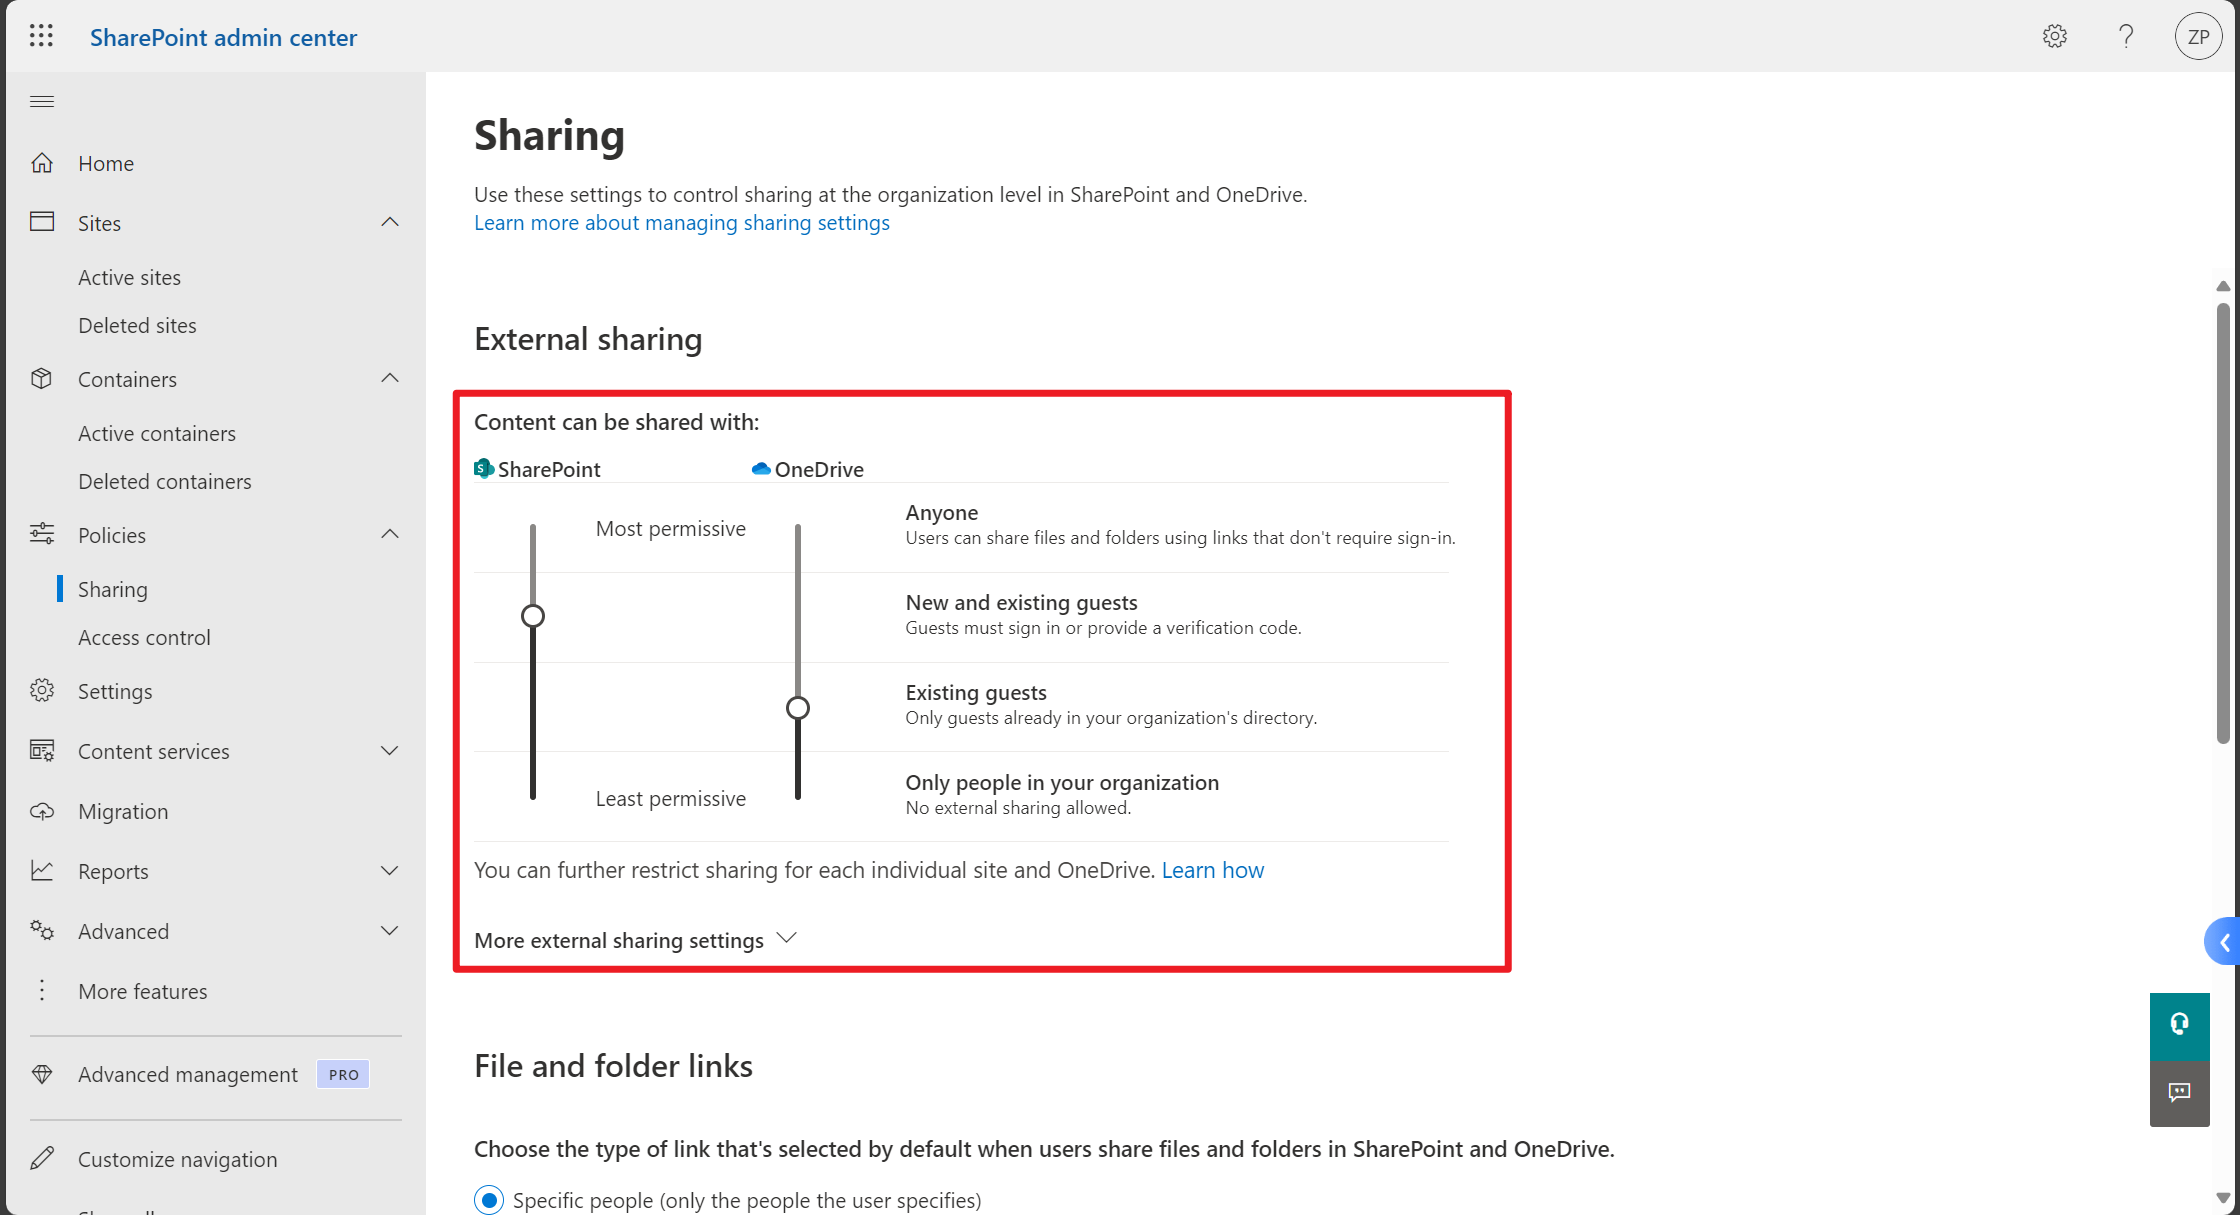 SharePoint admin center
ZP
Home
Sites
Active sites
Deleted sites
Containers
Active containers
Deleted containers
Policies
Sharing
Access control
Settings
Content services
Migration
Reports
Advanced
More features
Advanced management PRO
Customize navigation
Sharing
Use these settings to control sharing at the organization level in SharePoint and OneDrive.
Learn more about managing sharing settings
External sharing
Content can be shared with:
SharePoint OneDrive
Most permissive
Anyone
Users can share files and folders using links that don't require sign-in.
New and existing guests
Guests must sign in or provide a verification code.
Existing guests
Only guests already in your organization's directory.
Least permissive
Only people in your organization
No external sharing allowed.
You can further restrict sharing for each individual site and OneDrive. Learn how
More external sharing settings
File and folder links
Choose the type of link that's selected by default when users share files and folders in SharePoint and OneDrive.
Specific people (only the people the user specifies)